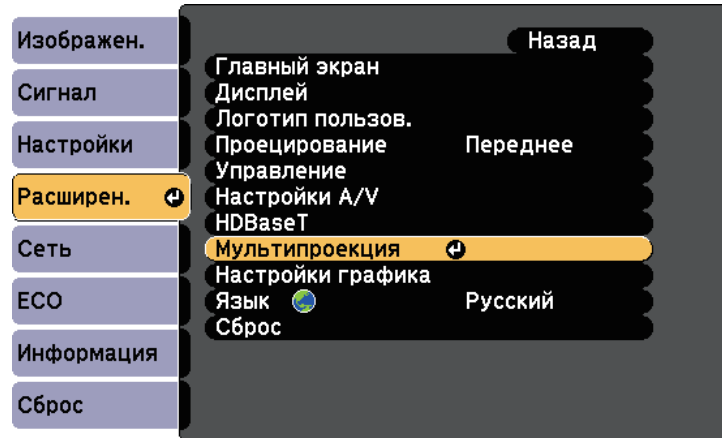 Изображен.
Сигнал
Настройки
Расширен.
Сеть
ECO
Информация
Сброс
Назад
Главный экран
Дисплей
Логотип пользов.
Проецирование Переднее
Управление
Настройки A/V
HDBaseT
Мультипроекция
Настройки графика
Язык Русский
Сброс